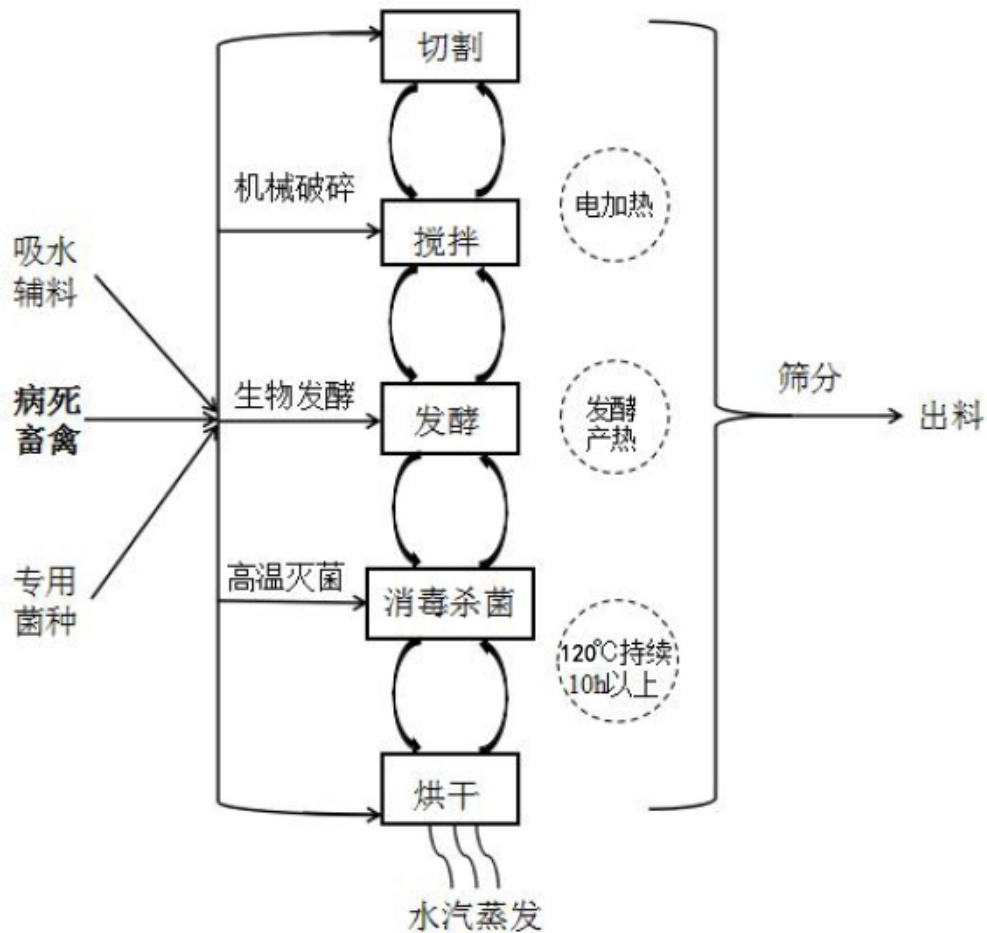 切割
机械破碎
电加热
搅拌
吸水
辅料
病死
畜禽
生物发酵
发酵
发酵
产热
筛分
出料
高温灭菌
消毒杀菌
专用
菌种
120℃持续
10h以上
烘干
水汽蒸发